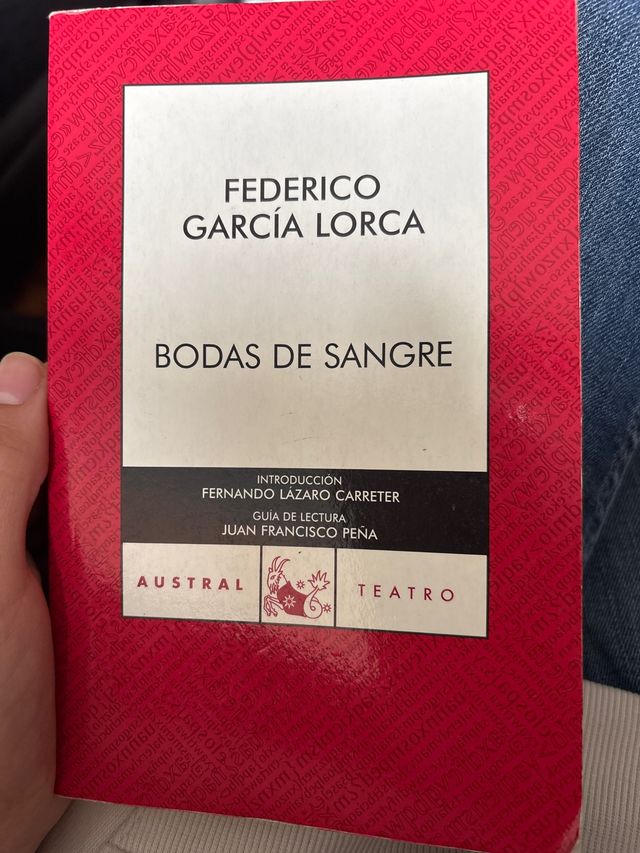 FEDERICO
GARCÍA LORCA
BODAS DE SANGRE
INTRODUCCIÓN
FERNANDO LÁZARO CARRETER
GUÍA DE LECTURA
JUAN FRANCISCO PEÑA
AUSTRAL
TEATRO